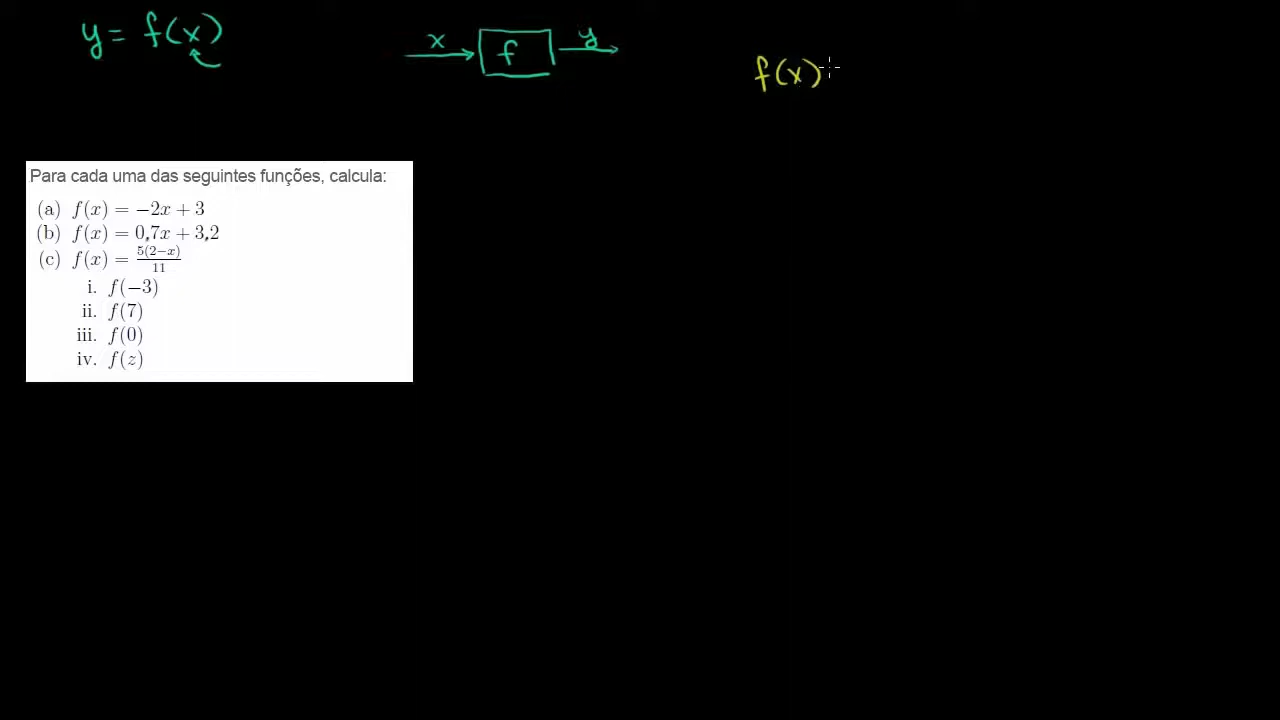 y = f(x)
x f y
f(x)
Para cada uma das seguintes funções, calcula:
(a) f(x) = −2x + 3
(b) f(x) = 0,7x + 3,2
(c) f(x) = 5(2−x)/11
i. f(−3)
ii. f(7)
iii. f(0)
iv. f(z)